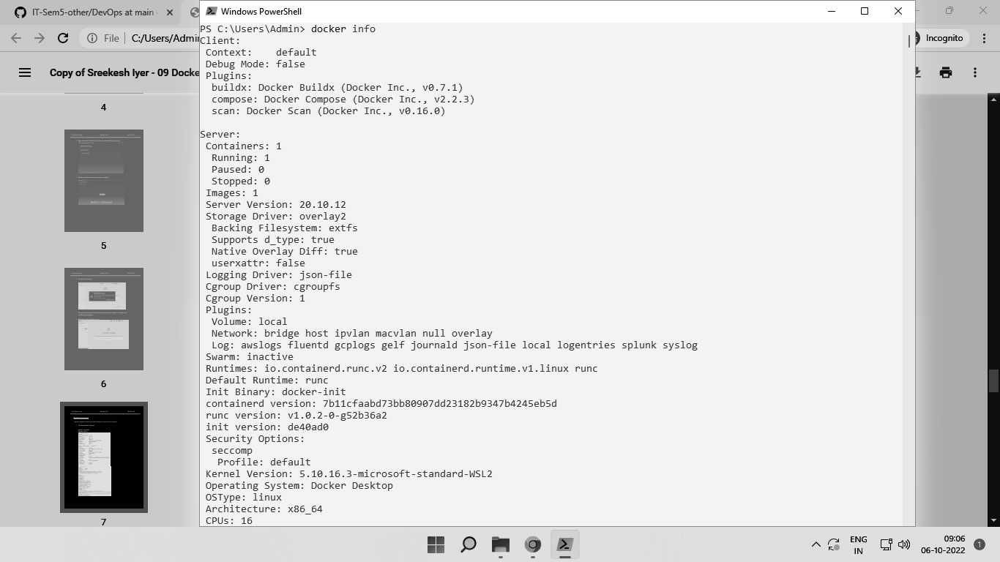 IT-Sem5-other/DevOps at main
Windows PowerShell
File
C:/Users/Admin
Incognito
Copy of Sreekesh Iyer - 09 Docke
4
5
6
7
PS C:\Users\Admin> docker info
Client:
Context:    default
Debug Mode: false
Plugins:
buildx: Docker Buildx (Docker Inc., v0.7.1)
compose: Docker Compose (Docker Inc., v2.2.3)
scan: Docker Scan (Docker Inc., v0.16.0)
Server:
Containers: 1
Running: 1
Paused: 0
Stopped: 0
Images: 1
Server Version: 20.10.12
Storage Driver: overlay2
Backing Filesystem: extfs
Supports d_type: true
Native Overlay Diff: true
userxattr: false
Logging Driver: json-file
Cgroup Driver: cgroupfs
Cgroup Version: 1
Plugins:
Volume: local
Network: bridge host ipvlan macvlan null overlay
Log: awslogs fluentd gcplogs gelf journald json-file local logentries splunk syslog
Swarm: inactive
Runtimes: io.containerd.runc.v2 io.containerd.runtime.v1.linux runc
Default Runtime: runc
Init Binary: docker-init
containerd version: 7b11cfaabd73bb80907dd23182b9347b4245eb5d
runc version: v1.0.2-0-g52b36a2
init version: de40ad0
Security Options:
seccomp
Profile: default
Kernel Version: 5.10.16.3-microsoft-standard-WSL2
Operating System: Docker Desktop
OSType: linux
Architecture: x86_64
CPUs: 16
ENG
IN
09:06
06-10-2022
1